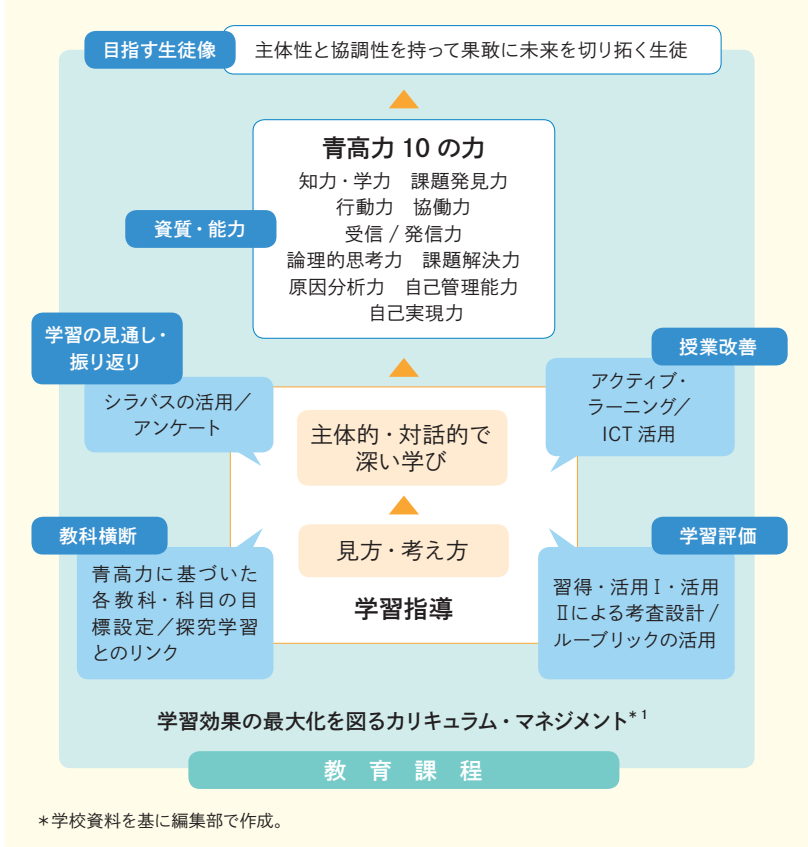 目指す生徒像
主体性と協調性を持って果敢に未来を切り拓く生徒
青高力 10 の力
知力・学力　課題発見力
行動力　協働力
受信 / 発信力
論理的思考力　課題解決力
原因分析力　自己管理能力
自己実現力
資質・能力
学習の見通し・
振り返り
シラバスの活用／
アンケート
授業改善
アクティブ・
ラーニング／
ICT 活用
主体的・対話的で
深い学び
見方・考え方
学習指導
教科横断
青高力に基づいた
各教科・科目の目
標設定／探究学習
とのリンク
学習評価
習得・活用Ⅰ・活用
Ⅱによる考査設計 /
ルーブリックの活用
学習効果の最大化を図るカリキュラム・マネジメント＊1
教育課程
＊学校資料を基に編集部で作成。